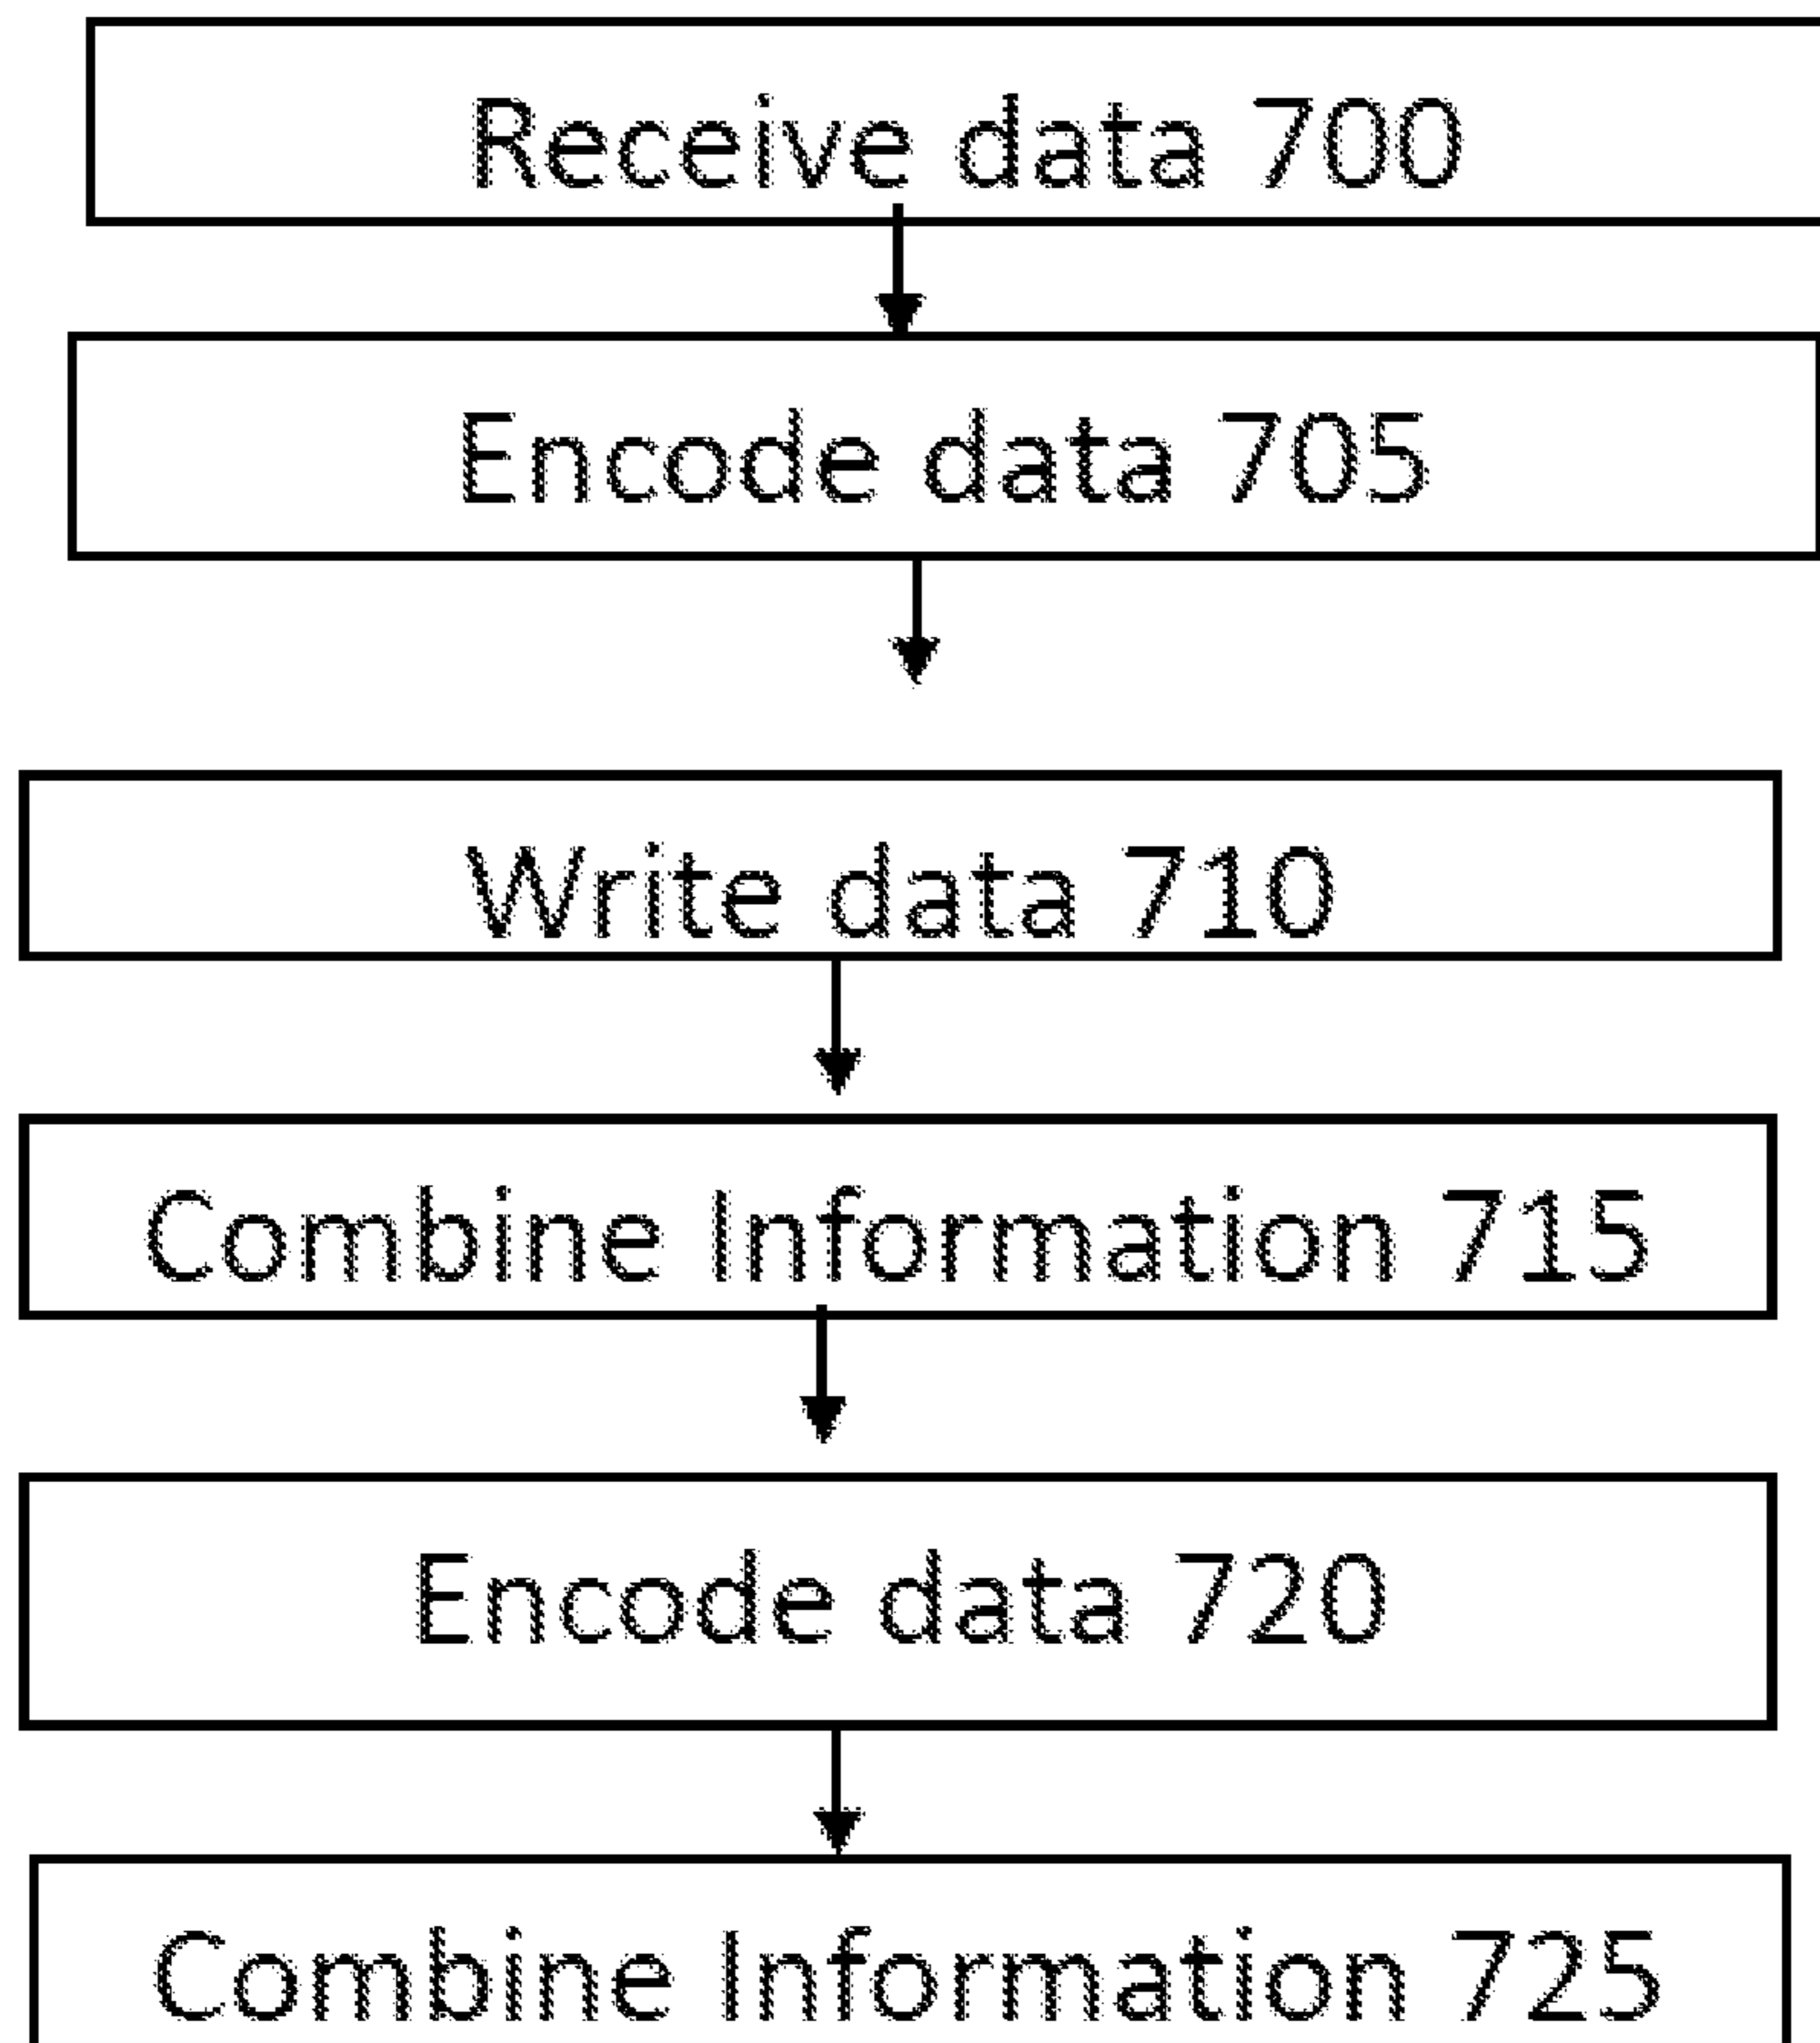 Receive data 700
Encode data 705
Write data 710
Combine Information 715
Encode data 720
Combine Information 725